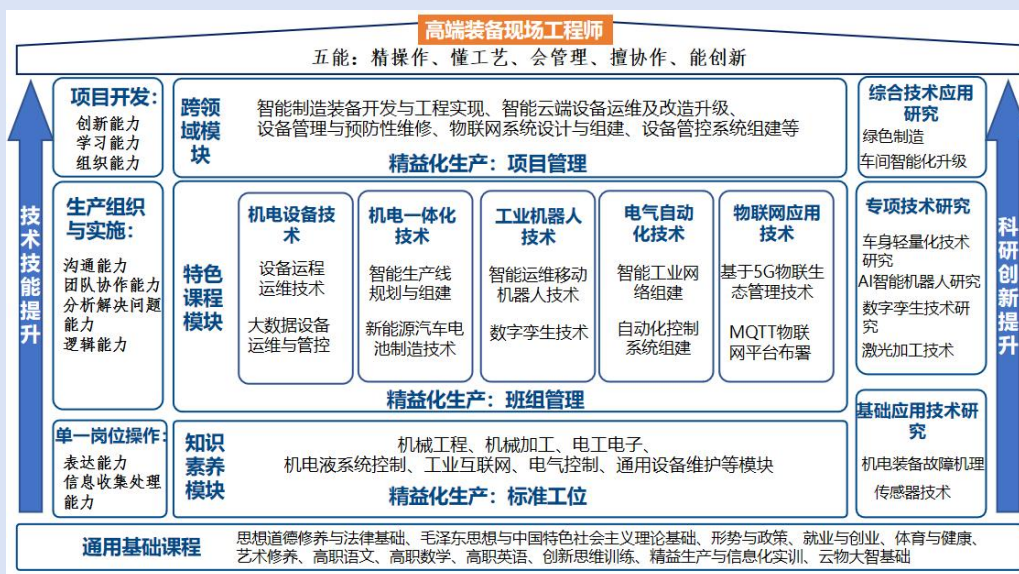 高端装备现场工程师
五能：精操作、懂工艺、会管理、擅协作、能创新
技术技能提升
项目开发：
创新能力
学习能力
组织能力
跨领
域模
块
智能制造装备开发与工程实现、智能云端设备运维及改造升级、
设备管理与预防性维修、物联网系统设计与组建、设备管控系统组建等
精益化生产：项目管理
综合技术应用
研究
绿色制造
车间智能化升级
生产组织
与实施：
沟通能力
团队协作能力
分析解决问题
能力
逻辑能力
特色
课程
模块
机电设备技
术
设备运程
运维技术
大数据设备
运维与管控
机电一体化
技术
智能生产线
规划与组建
新能源汽车电
池制造技术
工业机器人
技术
智能运维移动
机器人技术
数字孪生技术
电气自动
化技术
智能工业网
络组建
自动化控制
系统组建
物联网应用
技术
基于5G物联生
态管理技术
MQTT物联
网平台布署
精益化生产：班组管理
专项技术研究
车身轻量化技术
研究
AI智能机器人研究
数字孪生技术研
究
激光加工技术
科研创新提升
单一岗位操作：
表达能力
信息收集处理
能力
知识
素养
模块
机械工程、机械加工、电工电子、
机电液系统控制、工业互联网、电气控制、通用设备维护等模块
精益化生产：标准工位
基础应用技术研
究
机电装备故障机理
传感器技术
通用基础课程
思想道德修养与法律基础、毛泽东思想与中国特色社会主义理论基础、形势与政策、就业与创业、体育与健康、
艺术修养、高职语文、高职数学、高职英语、创新思维训练、精益生产与信息化实训、云物大智基础